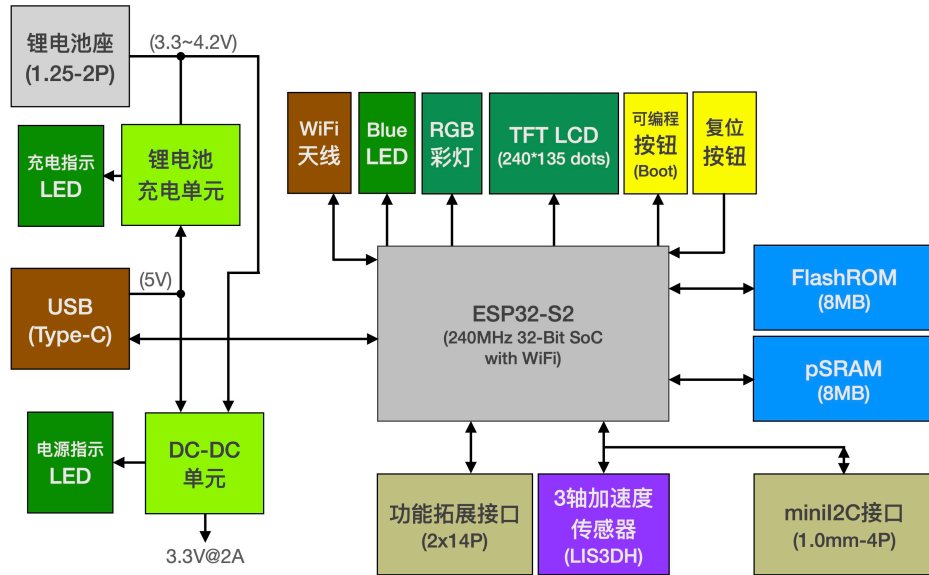 锂电池座
(1.25-2P)
(3.3~4.2V)
充电指示
LED
锂电池
充电单元
(5V)
USB
(Type-C)
电源指示
LED
DC-DC
单元
3.3V@2A
WiFi
天线
Blue
LED
RGB
彩灯
TFT LCD
(240*135 dots)
可编程
按钮
(Boot)
复位
按钮
ESP32-S2
(240MHz 32-Bit SoC
with WiFi)
FlashROM
(8MB)
pSRAM
(8MB)
功能拓展接口
(2x14P)
3轴加速度
传感器
(LIS3DH)
miniI2C接口
(1.0mm-4P)